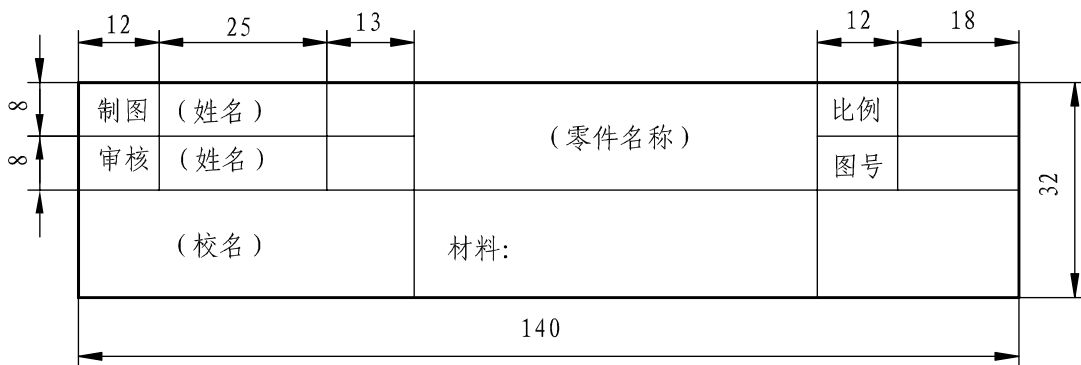 12 25 13 12 18
8 制图 (姓名) (零件名称) 比例
8 审核 (姓名) 图号
32
(校名) 材料:
140